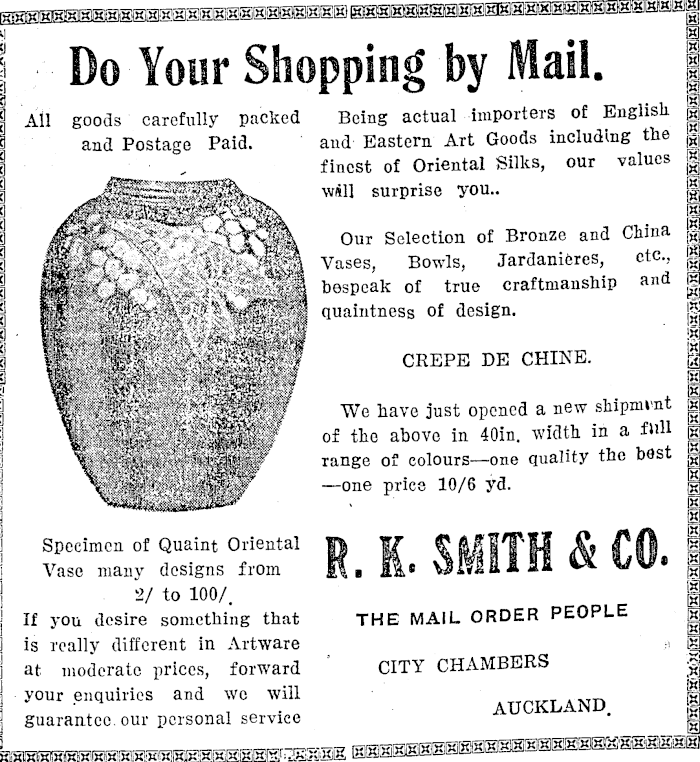 Do Your Shopping by Mail.
All goods carefully packed
and Postage Paid.
Specimen of Quaint Oriental
Vase many designs from
2/ to 100/.
If you desire something that
is really different in Artware
at moderate prices, forward
your enquiries and we will
guarantee our personal service
Being actual importers of English
and Eastern Art Goods including the
finest of Oriental Silks, our values
will surprise you..
Our Selection of Bronze and China
Vases, Bowls, Jardanières, etc.,
bespeak of true craftmanship and
quaintness of design.
CREPE DE CHINE.
We have just opened a new shipment
of the above in 40in. width in a full
range of colours—one quality the best
—one price 10/6 yd.
R. K. SMITH & CO.
THE MAIL ORDER PEOPLE
CITY CHAMBERS
AUCKLAND.